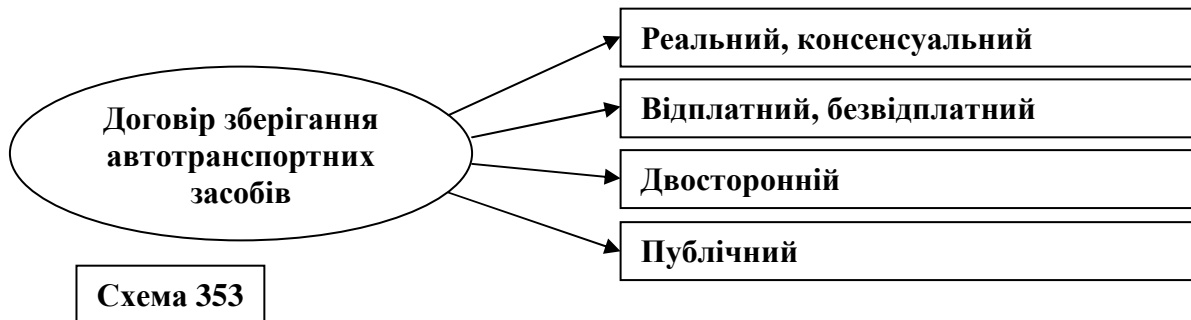 Договір зберігання
автотранспортних
засобів
Реальний, консенсуальний
Відплатний, безвідплатний
Двосторонній
Публічний
Схема 353